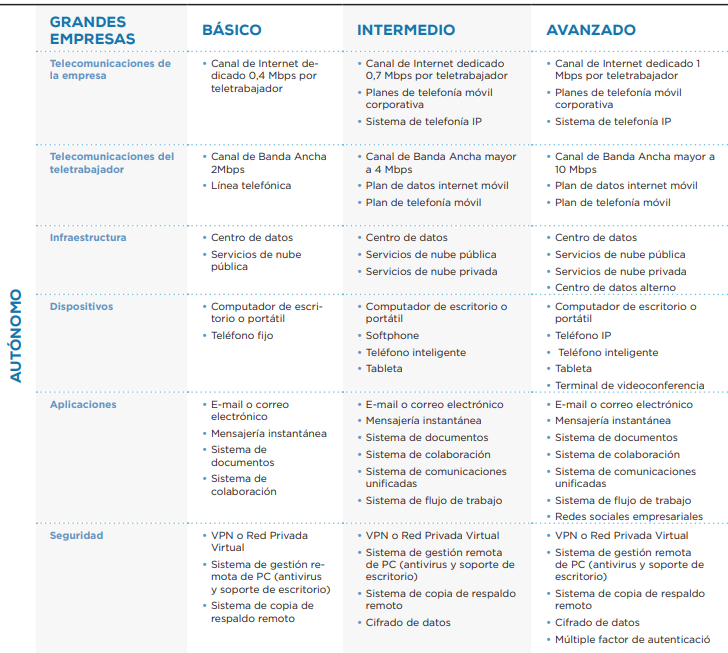 AUTÓNOMO
GRANDES
EMPRESAS
BÁSICO
INTERMEDIO
AVANZADO
Telecomunicaciones de
la empresa
• Canal de Internet de-
dicado 0,4 Mbps por
teletrabajador
• Canal de Internet dedicado
0,7 Mbps por teletrabajador
• Planes de telefonía móvil
corporativa
• Sistema de telefonía IP
• Canal de Internet dedicado 1
Mbps por teletrabajador
• Planes de telefonía móvil
corporativa
• Sistema de telefonía IP
Telecomunicaciones del
teletrabajador
• Canal de Banda Ancha
2Mbps
• Línea telefónica
• Canal de Banda Ancha mayor
a 4 Mbps
• Plan de datos internet móvil
• Plan de telefonía móvil
• Canal de Banda Ancha mayor a
10 Mbps
• Plan de datos internet móvil
• Plan de telefonía móvil
Infraestructura
• Centro de datos
• Servicios de nube
pública
• Centro de datos
• Servicios de nube pública
• Servicios de nube privada
• Centro de datos
• Servicios de nube pública
• Servicios de nube privada
• Centro de datos alterno
Dispositivos
• Computador de escri-
torio o portátil
• Teléfono fijo
• Computador de escritorio o
portátil
• Softphone
• Teléfono inteligente
• Tableta
• Computador de escritorio o
portátil
• Teléfono IP
• Teléfono inteligente
• Tableta
• Terminal de videoconferencia
Aplicaciones
• E-mail o correo
electrónico
• Mensajería instantánea
• Sistema de
documentos
• Sistema de
colaboración
• E-mail o correo electrónico
• Mensajería instantánea
• Sistema de documentos
• Sistema de colaboración
• Sistema de comunicaciones
unificadas
• Sistema de flujo de trabajo
• E-mail o correo electrónico
• Mensajería instantánea
• Sistema de documentos
• Sistema de colaboración
• Sistema de comunicaciones
unificadas
• Sistema de flujo de trabajo
• Redes sociales empresariales
Seguridad
• VPN o Red Privada
Virtual
• Sistema de gestión re-
mota de PC (antivirus
y soporte de escritorio)
• Sistema de copia de
respaldo remoto
• VPN o Red Privada Virtual
• Sistema de gestión remota
de PC (antivirus y soporte de
escritorio)
• Sistema de copia de respaldo
remoto
• Cifrado de datos
• VPN o Red Privada Virtual
• Sistema de gestión remota
de PC (antivirus y soporte de
escritorio)
• Sistema de copia de respaldo
remoto
• Cifrado de datos
• Múltiple factor de autenticació